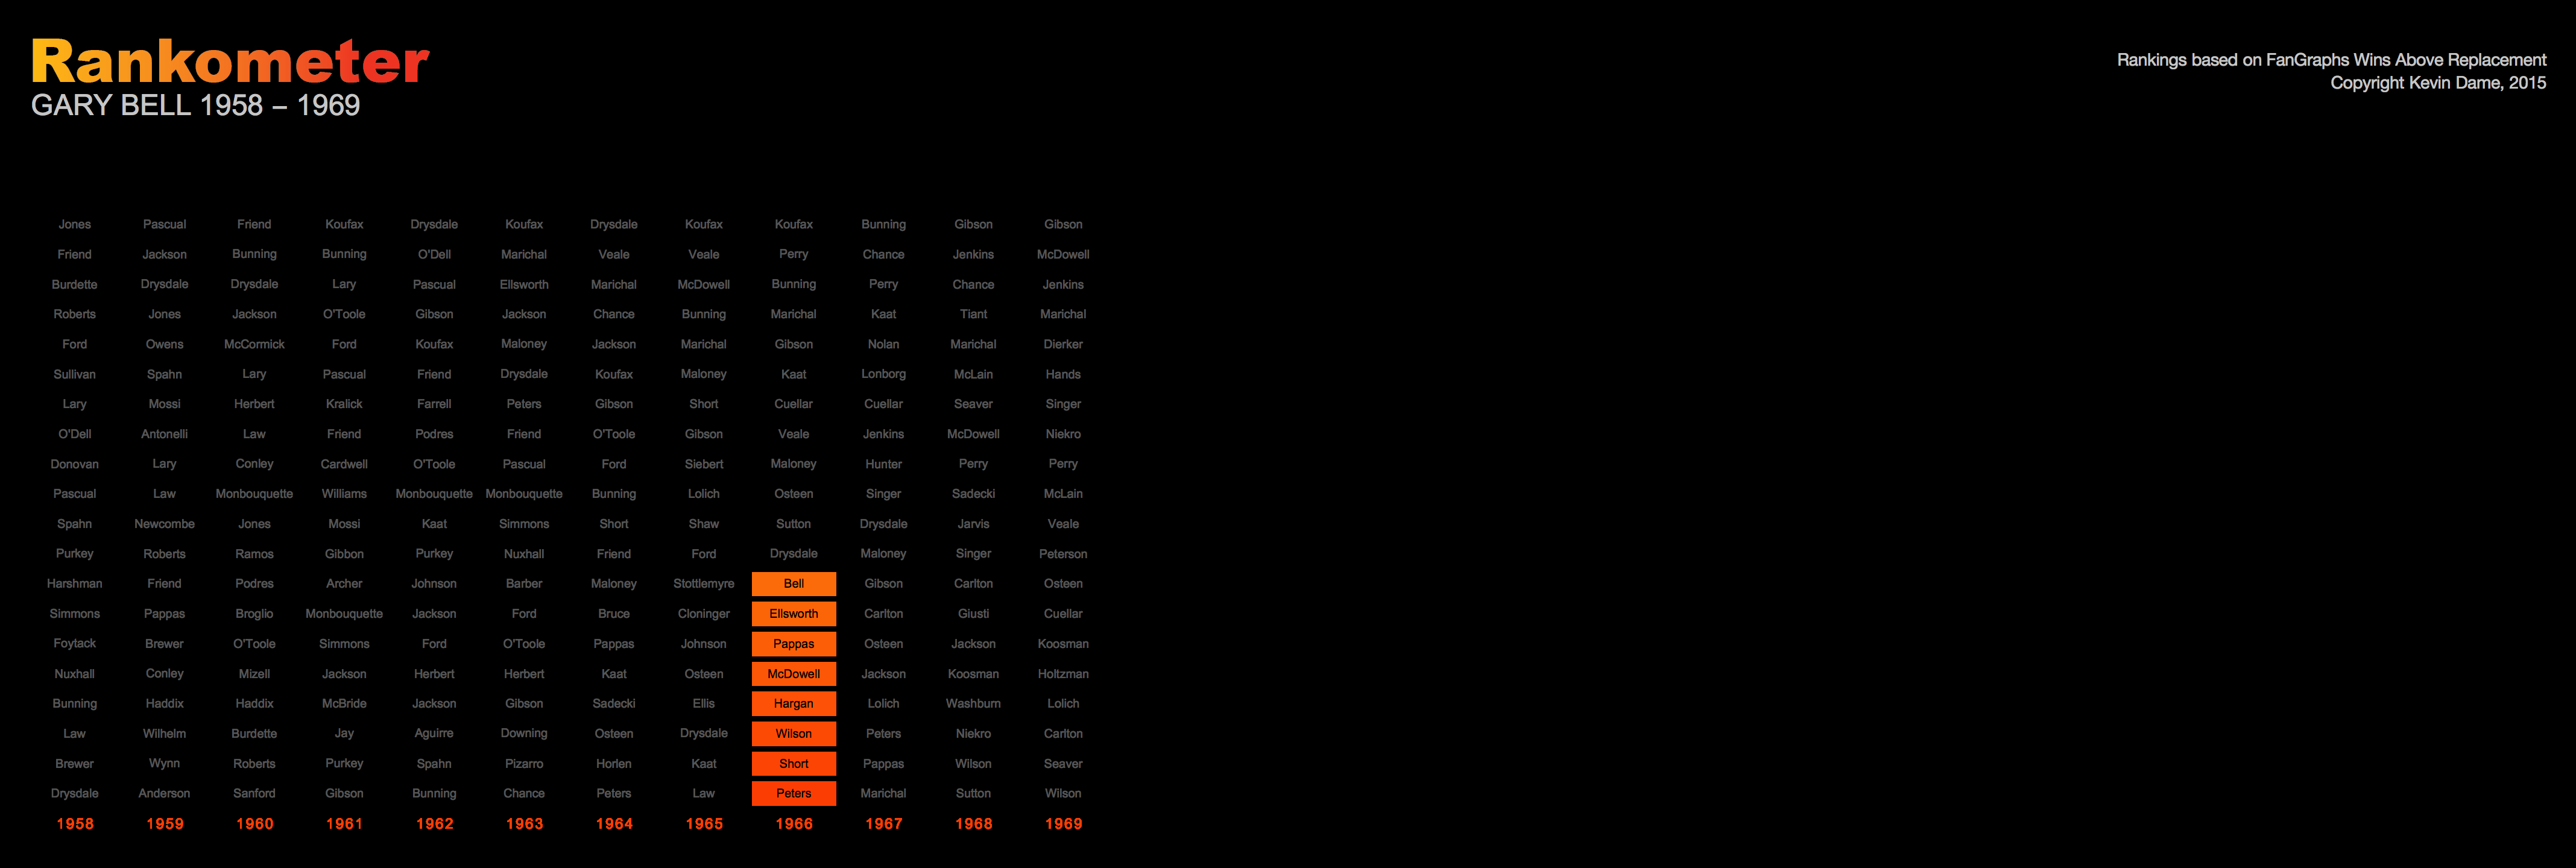 Rankometer
GARY BELL 1958 – 1969
Rankings based on FanGraphs Wins Above Replacement
Copyright Kevin Dame, 2015
Jones Pascual Friend Koufax Drysdale Koufax Drysdale Koufax Koufax Bunning Gibson Gibson
Friend Jackson Bunning Bunning O'Dell Marichal Veale Veale Perry Chance Jenkins McDowell
Burdette Drysdale Drysdale Lary Pascual Ellsworth Marichal McDowell Bunning Perry Chance Jenkins
Roberts Jones Jackson O'Toole Gibson Jackson Chance Bunning Marichal Kaat Tiant Marichal
Ford Owens McCormick Ford Koufax Maloney Jackson Marichal Gibson Nolan Marichal Dierker
Sullivan Spahn Lary Pascual Friend Drysdale Koufax Maloney Kaat Lonborg McLain Hands
Lary Mossi Herbert Kralick Farrell Peters Gibson Short Cuellar Cuellar Seaver Singer
O'Dell Antonelli Law Friend Podres Friend O'Toole Gibson Veale Jenkins McDowell Niekro
Donovan Lary Conley Cardwell O'Toole Pascual Ford Siebert Maloney Hunter Perry Perry
Pascual Law Monbouquette Williams Monbouquette Monbouquette Bunning Lolich Osteen Singer Sadecki McLain
Spahn Newcombe Jones Mossi Kaat Simmons Short Shaw Sutton Drysdale Jarvis Veale
Purkey Roberts Ramos Gibbon Purkey Nuxhall Friend Ford Drysdale Maloney Singer Peterson
Harshman Friend Podres Archer Johnson Barber Maloney Stottlemyre Bell Gibson Carlton Osteen
Simmons Pappas Broglio Monbouquette Jackson Ford Bruce Cloninger Ellsworth Carlton Giusti Cuellar
Foytack Brewer O'Toole Simmons Ford O'Toole Pappas Johnson Pappas Osteen Jackson Koosman
Nuxhall Conley Mizell Jackson Herbert Herbert Kaat Osteen McDowell Jackson Koosman Holtzman
Bunning Haddix Haddix McBride Jackson Gibson Sadecki Ellis Hargan Lolich Washburn Lolich
Law Wilhelm Burdette Jay Aguirre Downing Osteen Drysdale Wilson Peters Niekro Carlton
Brewer Wynn Roberts Purkey Spahn Pizarro Horlen Kaat Short Pappas Wilson Seaver
Drysdale Anderson Sanford Gibson Bunning Chance Peters Law Peters Marichal Sutton Wilson
1958 1959 1960 1961 1962 1963 1964 1965 1966 1967 1968 1969